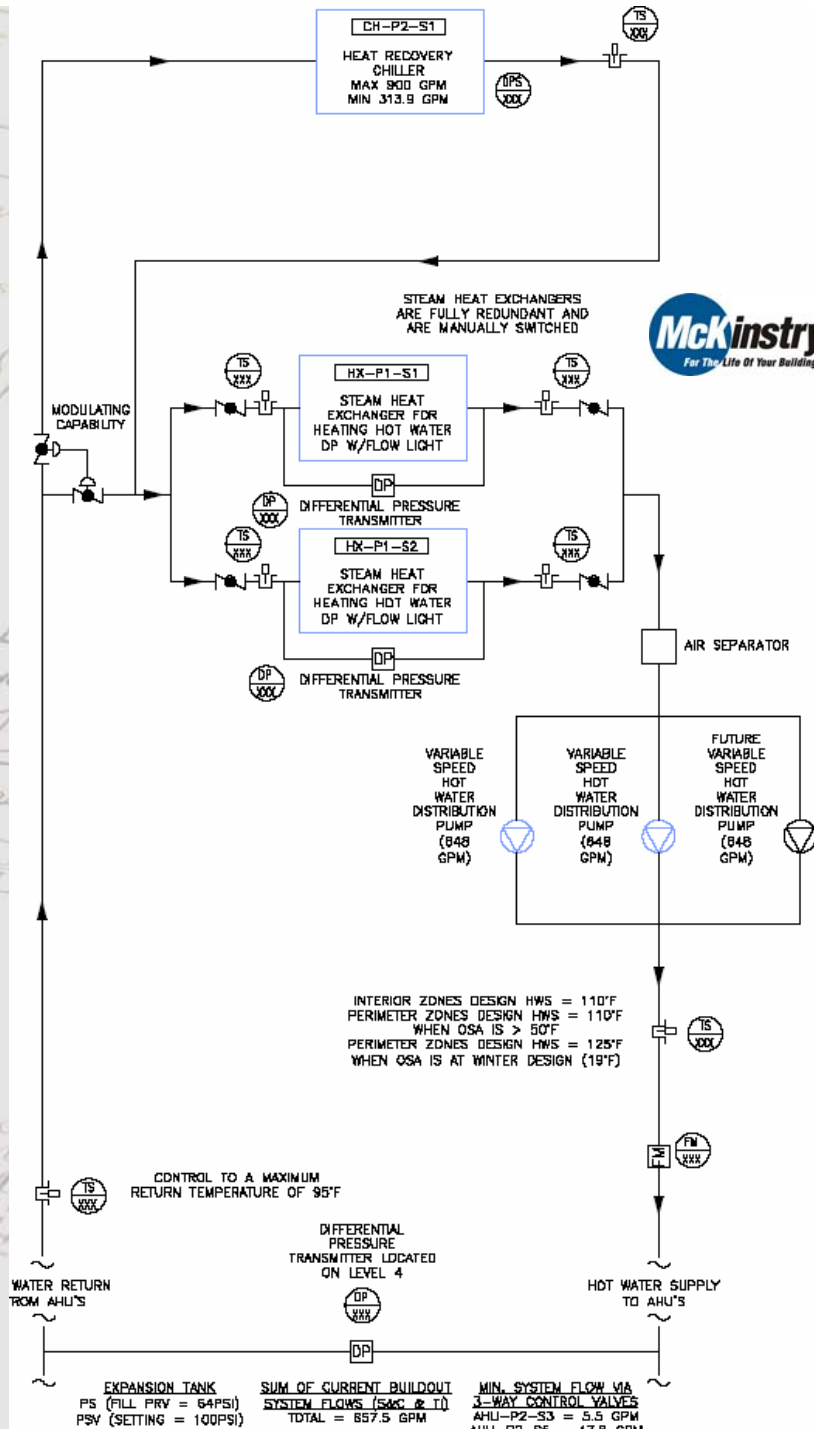 CH-P2-S1
HEAT RECOVERY
CHILLER
MAX 900 GPM
MIN 313.9 GPM
TS
XXX
DPS
XXX
STEAM HEAT EXCHANGERS
ARE FULLY REDUNDANT AND
ARE MANUALLY SWITCHED
McKinstry
For The Life Of Your Building
MODULATING
CAPABILITY
TS
XXX
HX-P1-S1
STEAM HEAT
EXCHANGER FOR
HEATING HOT WATER
DP W/FLOW LIGHT
TS
XXX
DP
DP
XXX
DIFFERENTIAL PRESSURE
TRANSMITTER
TS
XXX
HX-P1-S2
STEAM HEAT
EXCHANGER FOR
HEATING HOT WATER
DP W/FLOW LIGHT
TS
XXX
DP
DP
XXX
DIFFERENTIAL PRESSURE
TRANSMITTER
AIR SEPARATOR
VARIABLE
SPEED
HOT
WATER
DISTRIBUTION
PUMP
(648
GPM)
VARIABLE
SPEED
HOT
WATER
DISTRIBUTION
PUMP
(648
GPM)
FUTURE
VARIABLE
SPEED
HOT
WATER
DISTRIBUTION
PUMP
(648
GPM)
INTERIOR ZONES DESIGN HWS = 110°F
PERIMETER ZONES DESIGN HWS = 110°F
WHEN OSA IS > 50°F
PERIMETER ZONES DESIGN HWS = 125°F
WHEN OSA IS AT WINTER DESIGN (19°F)
TS
XXX
FM
FM
XXX
TS
XXX
CONTROL TO A MAXIMUM
RETURN TEMPERATURE OF 95°F
DIFFERENTIAL
PRESSURE
TRANSMITTER LOCATED
ON LEVEL 4
DP
XXX
WATER RETURN
ROM AHU'S
HOT WATER SUPPLY
TO AHU'S
DP
EXPANSION TANK
PS (FILL PRV = 64PSI)
PSV (SETTING = 100PSI)
SUM OF CURRENT BUILDOUT
SYSTEM FLOWS (S&C & TI)
TOTAL = 657.5 GPM
MIN. SYSTEM FLOW VIA
3-WAY CONTROL VALVES
AHU-P2-S3 = 5.5 GPM